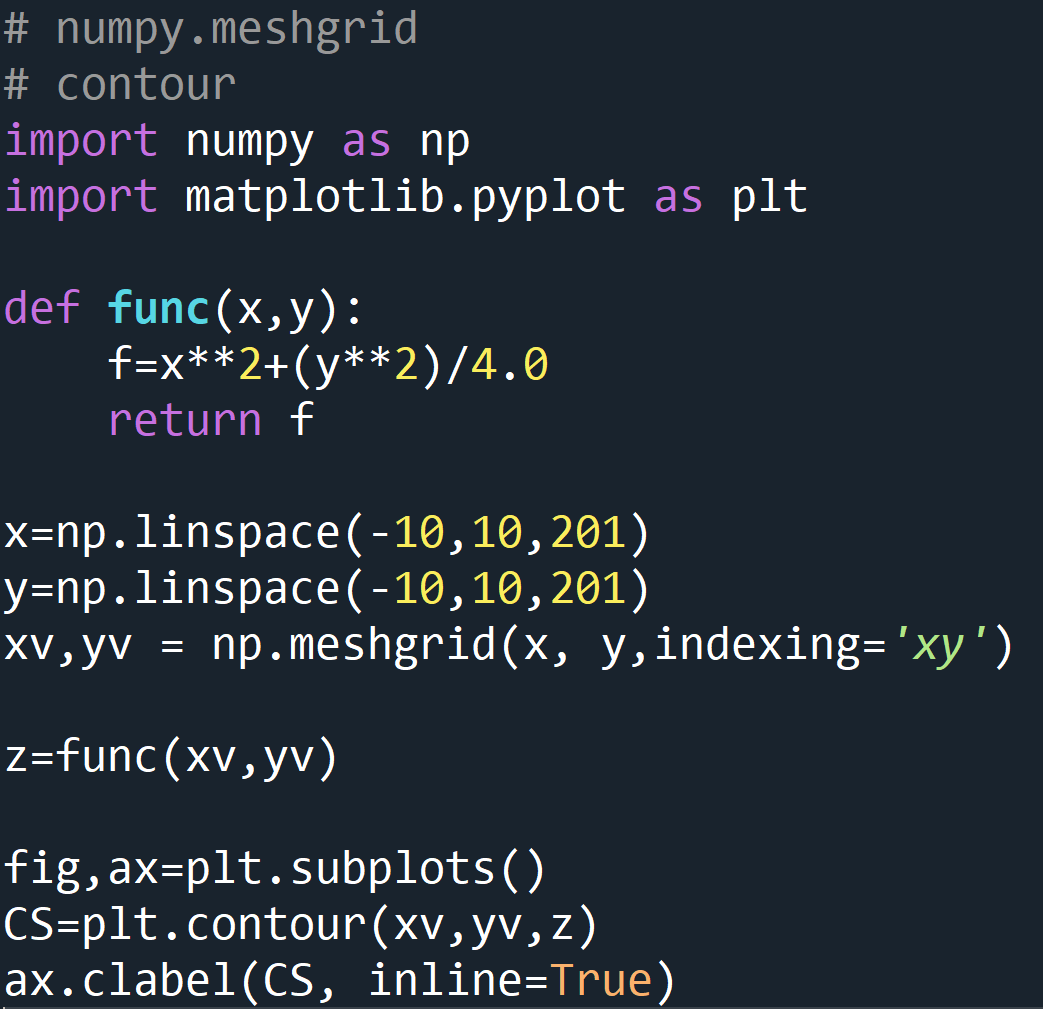 # numpy.meshgrid
# contour
import numpy as np
import matplotlib.pyplot as plt

def func(x,y):
    f=x**2+(y**2)/4.0
    return f

x=np.linspace(-10,10,201)
y=np.linspace(-10,10,201)
xv,yv = np.meshgrid(x, y,indexing='xy')

z=func(xv,yv)

fig,ax=plt.subplots()
CS=plt.contour(xv,yv,z)
ax.clabel(CS, inline=True)